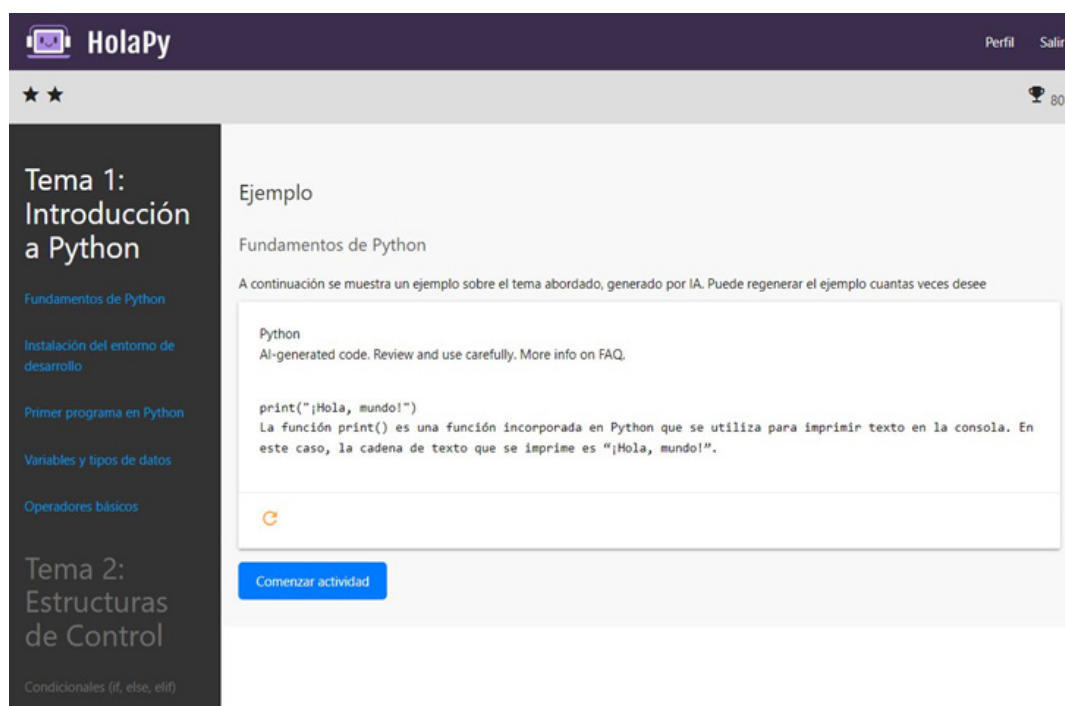 HolaPy
Perfil Salir
80
Tema 1:
Introducción
a Python
Fundamentos de Python
Instalación del entorno de
desarrollo
Primer programa en Python
Variables y tipos de datos
Operadores básicos
Tema 2:
Estructuras
de Control
Condicionales (if, else, elif)
Ejemplo
Fundamentos de Python
A continuación se muestra un ejemplo sobre el tema abordado, generado por IA. Puede regenerar el ejemplo cuantas veces desee
Python
AI-generated code. Review and use carefully. More info on FAQ.
print("¡Hola, mundo!")
La función print() es una función incorporada en Python que se utiliza para imprimir texto en la consola. En
este caso, la cadena de texto que se imprime es “¡Hola, mundo!”.
Comenzar actividad